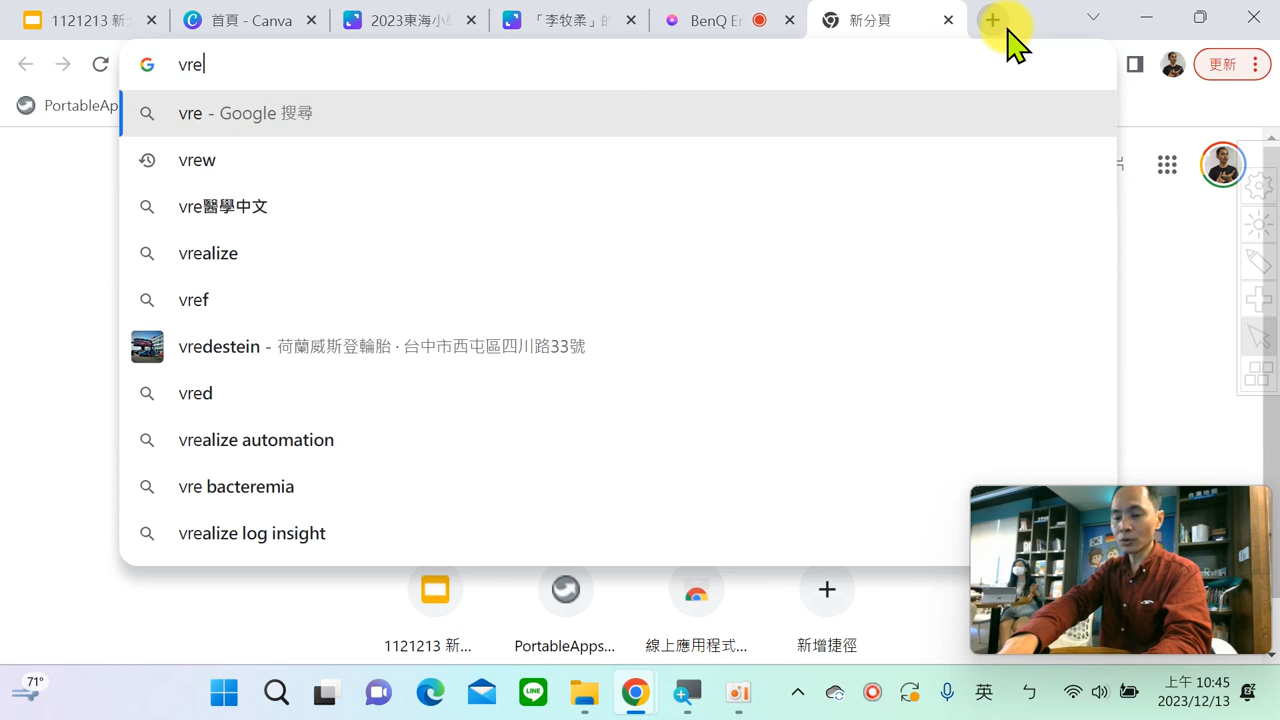 1121213 新
首頁 - Canva
2023東海小學
「李牧柔」的
BenQ En
新分頁
vre
更新
PortableAp
vre - Google 搜尋
vrew
vre醫學中文
vrealize
vref
vredestein - 荷蘭威斯登輪胎 · 台中市西屯區四川路33號
vred
vrealize automation
vre bacteremia
vrealize log insight
1121213 新...
PortableApps...
線上應用程式...
新增捷徑
71°
LINE
英
ㄅ
上午 10:45
2023/12/13